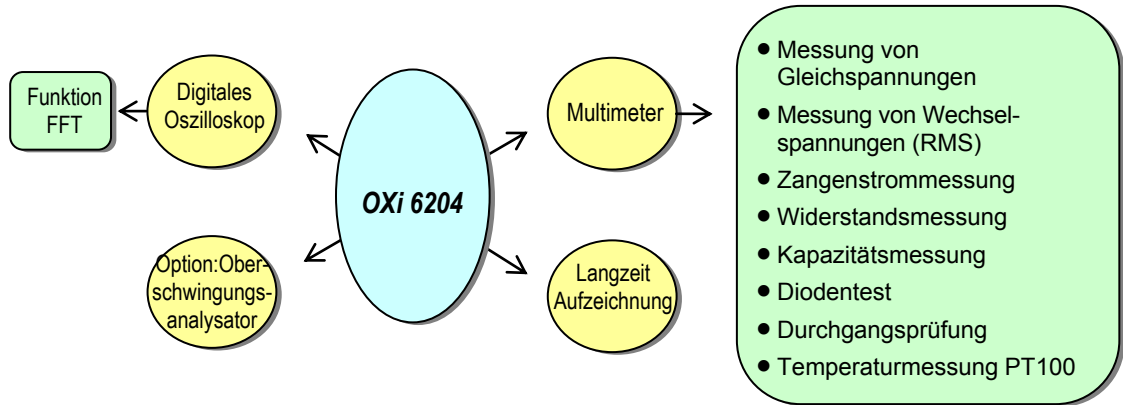 Funktion
FFT
Digitales
Oszilloskop
Option:Ober-
schwingungs-
analysator
OXi 6204
Multimeter
Langzeit
Aufzeichnung
• Messung von
Gleichspannungen
• Messung von Wechsel-
spannungen (RMS)
• Zangenstrommessung
• Widerstandsmessung
• Kapazitätsmessung
• Diodentest
• Durchgangsprüfung
• Temperaturmessung PT100